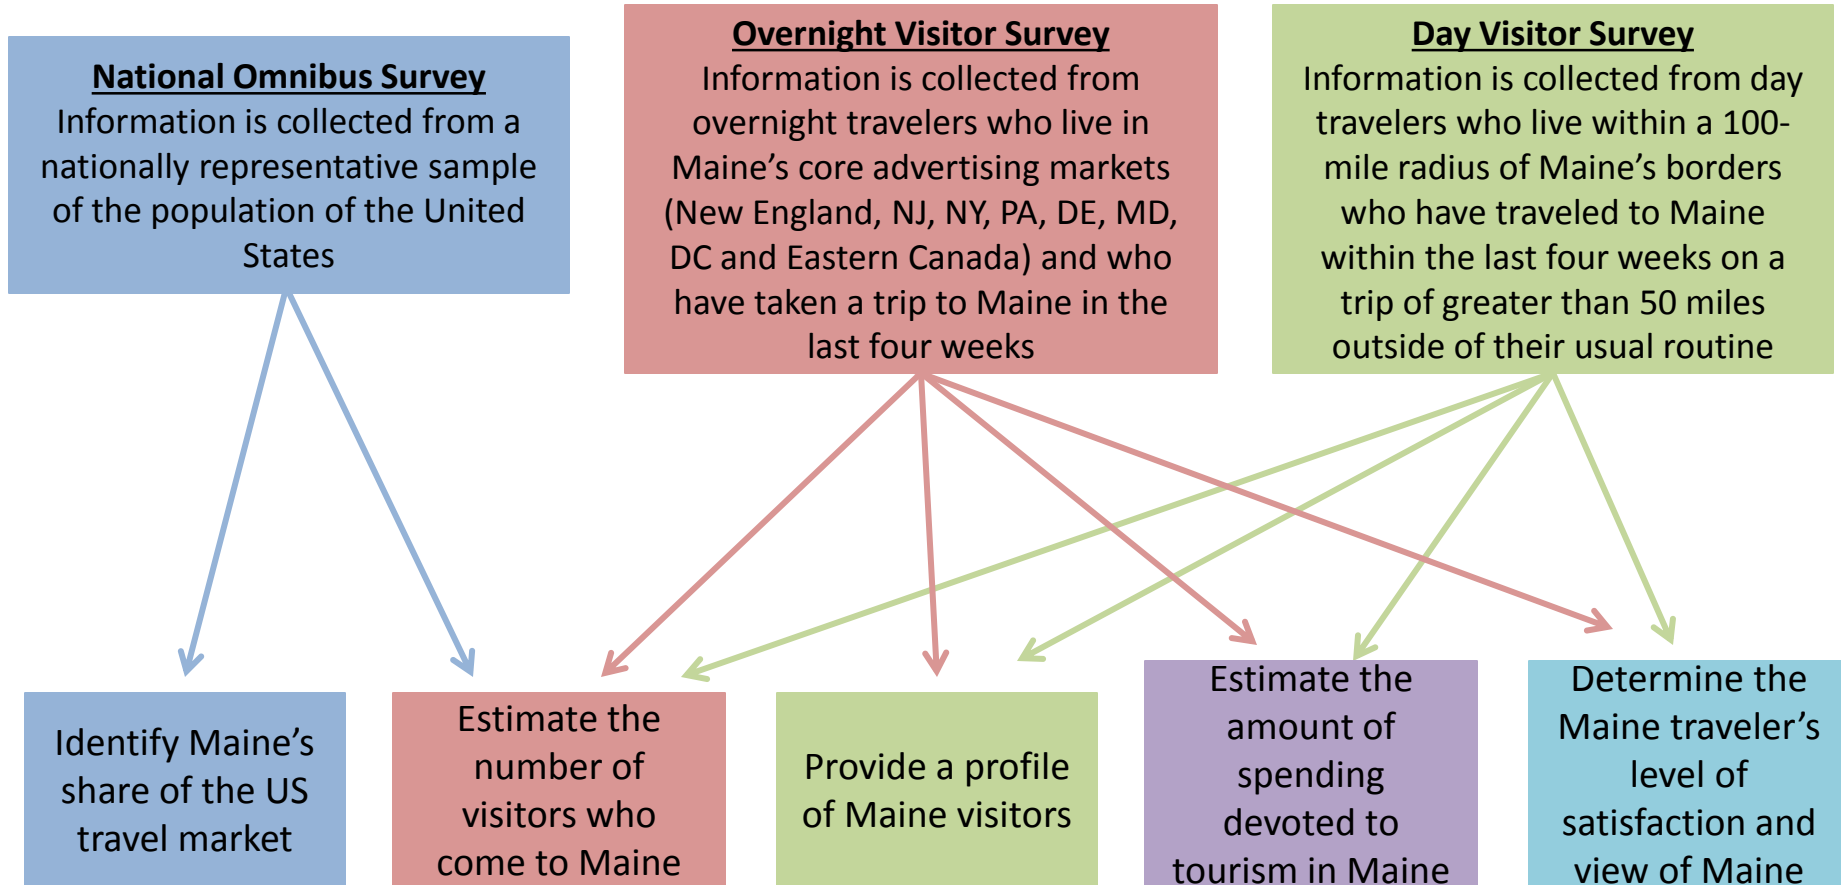 National Omnibus Survey
Information is collected from a
nationally representative sample
of the population of the United
States
Overnight Visitor Survey
Information is collected from
overnight travelers who live in
Maine’s core advertising markets
(New England, NJ, NY, PA, DE, MD,
DC and Eastern Canada) and who
have taken a trip to Maine in the
last four weeks
Day Visitor Survey
Information is collected from day
travelers who live within a 100-
mile radius of Maine’s borders
who have traveled to Maine
within the last four weeks on a
trip of greater than 50 miles
outside of their usual routine
Identify Maine’s
share of the US
travel market
Estimate the
number of
visitors who
come to Maine
Provide a profile
of Maine visitors
Estimate the
amount of
spending
devoted to
tourism in Maine
Determine the
Maine traveler’s
level of
satisfaction and
view of Maine